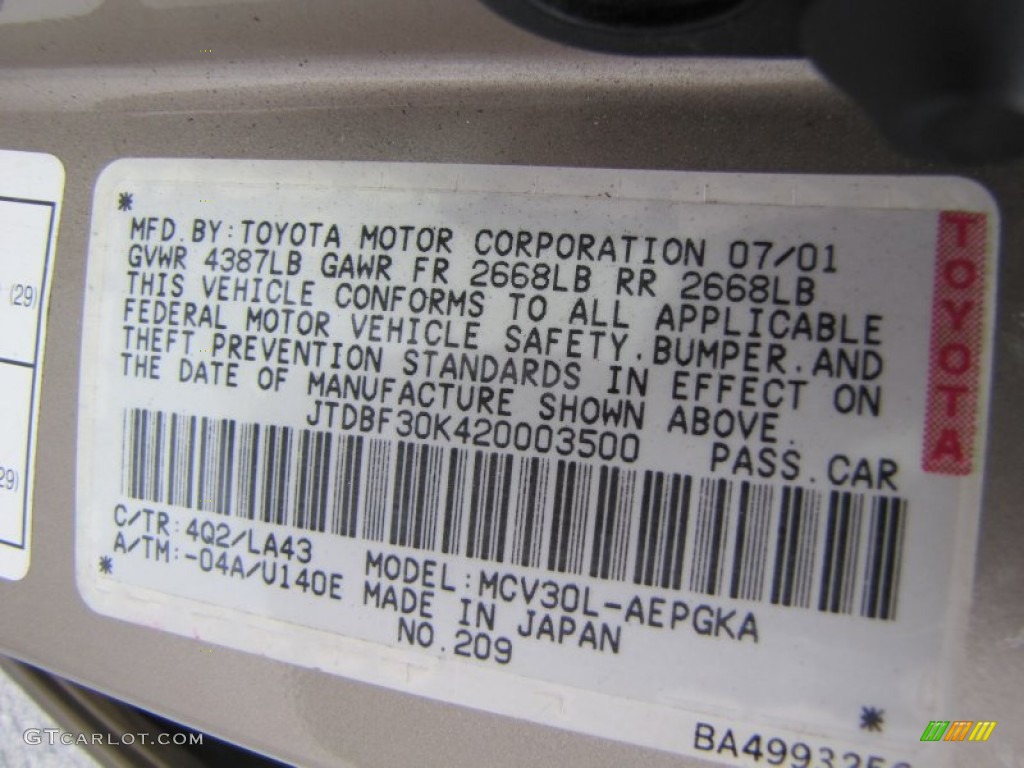 MFD.BY:TOYOTA MOTOR CORPORATION 07/01
GVWR 4387LB GAWR FR 2668LB RR 2668LB
THIS VEHICLE CONFORMS TO ALL APPLICABLE
FEDERAL MOTOR VEHICLE SAFETY.BUMPER.AND
THEFT PREVENTION STANDARDS IN EFFECT ON
THE DATE OF MANUFACTURE SHOWN ABOVE.
JTDBF30K420003500 PASS.CAR
C/TR:4Q2/LA43 MODEL:MCV30L-AEPGKA
A/TM:-04A/U140E MADE IN JAPAN
NO.209
TOYOTA
(29)
29)
GTCARLOT.COM